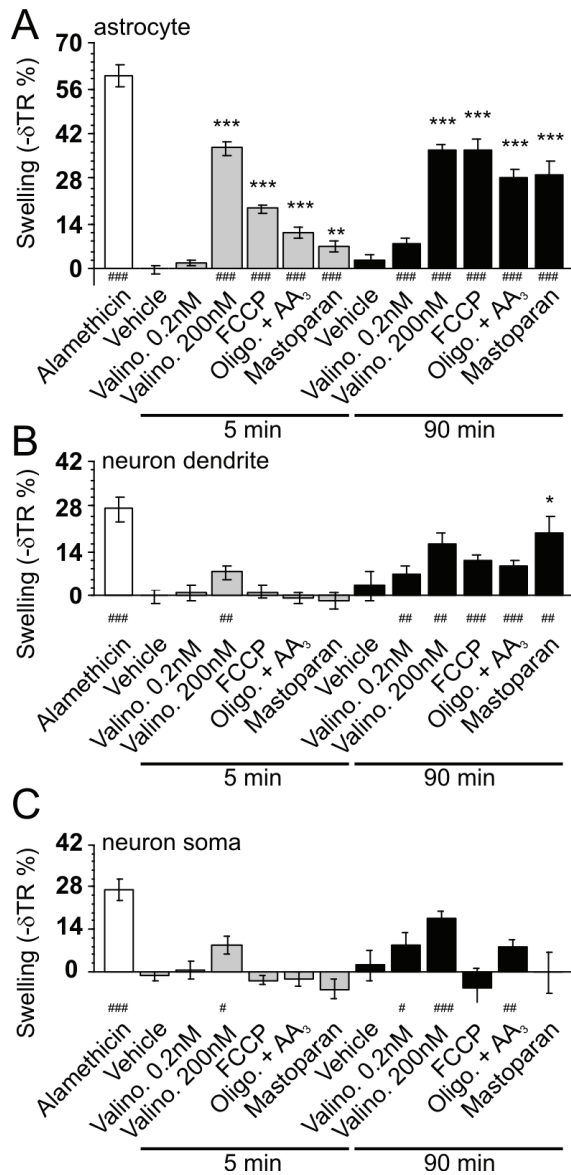 A astrocyte
Swelling (-δTR %)
70
56
42
28
14
0
*** *** *** ** *** *** *** ***
### ### ### ### ### ### ### ### ### ###
Alamethicin
Vehicle
Valino. 0.2nM
Valino. 200nM
FCCP
Oligo. + AA₃
Mastoparan
Vehicle
Valino. 0.2nM
Valino. 200nM
FCCP
Oligo. + AA₃
Mastoparan
5 min 90 min
B neuron dendrite
Swelling (-δTR %)
42
28
14
0
*
### ## ## ## ### ### ##
Alamethicin
Vehicle
Valino. 0.2nM
Valino. 200nM
FCCP
Oligo. + AA₃
Mastoparan
Vehicle
Valino. 0.2nM
Valino. 200nM
FCCP
Oligo. + AA₃
Mastoparan
5 min 90 min
C neuron soma
Swelling (-δTR %)
42
28
14
0
### # # ### ##
Alamethicin
Vehicle
Valino. 0.2nM
Valino. 200nM
FCCP
Oligo. + AA₃
Mastoparan
Vehicle
Valino. 0.2nM
Valino. 200nM
FCCP
Oligo. + AA₃
Mastoparan
5 min 90 min